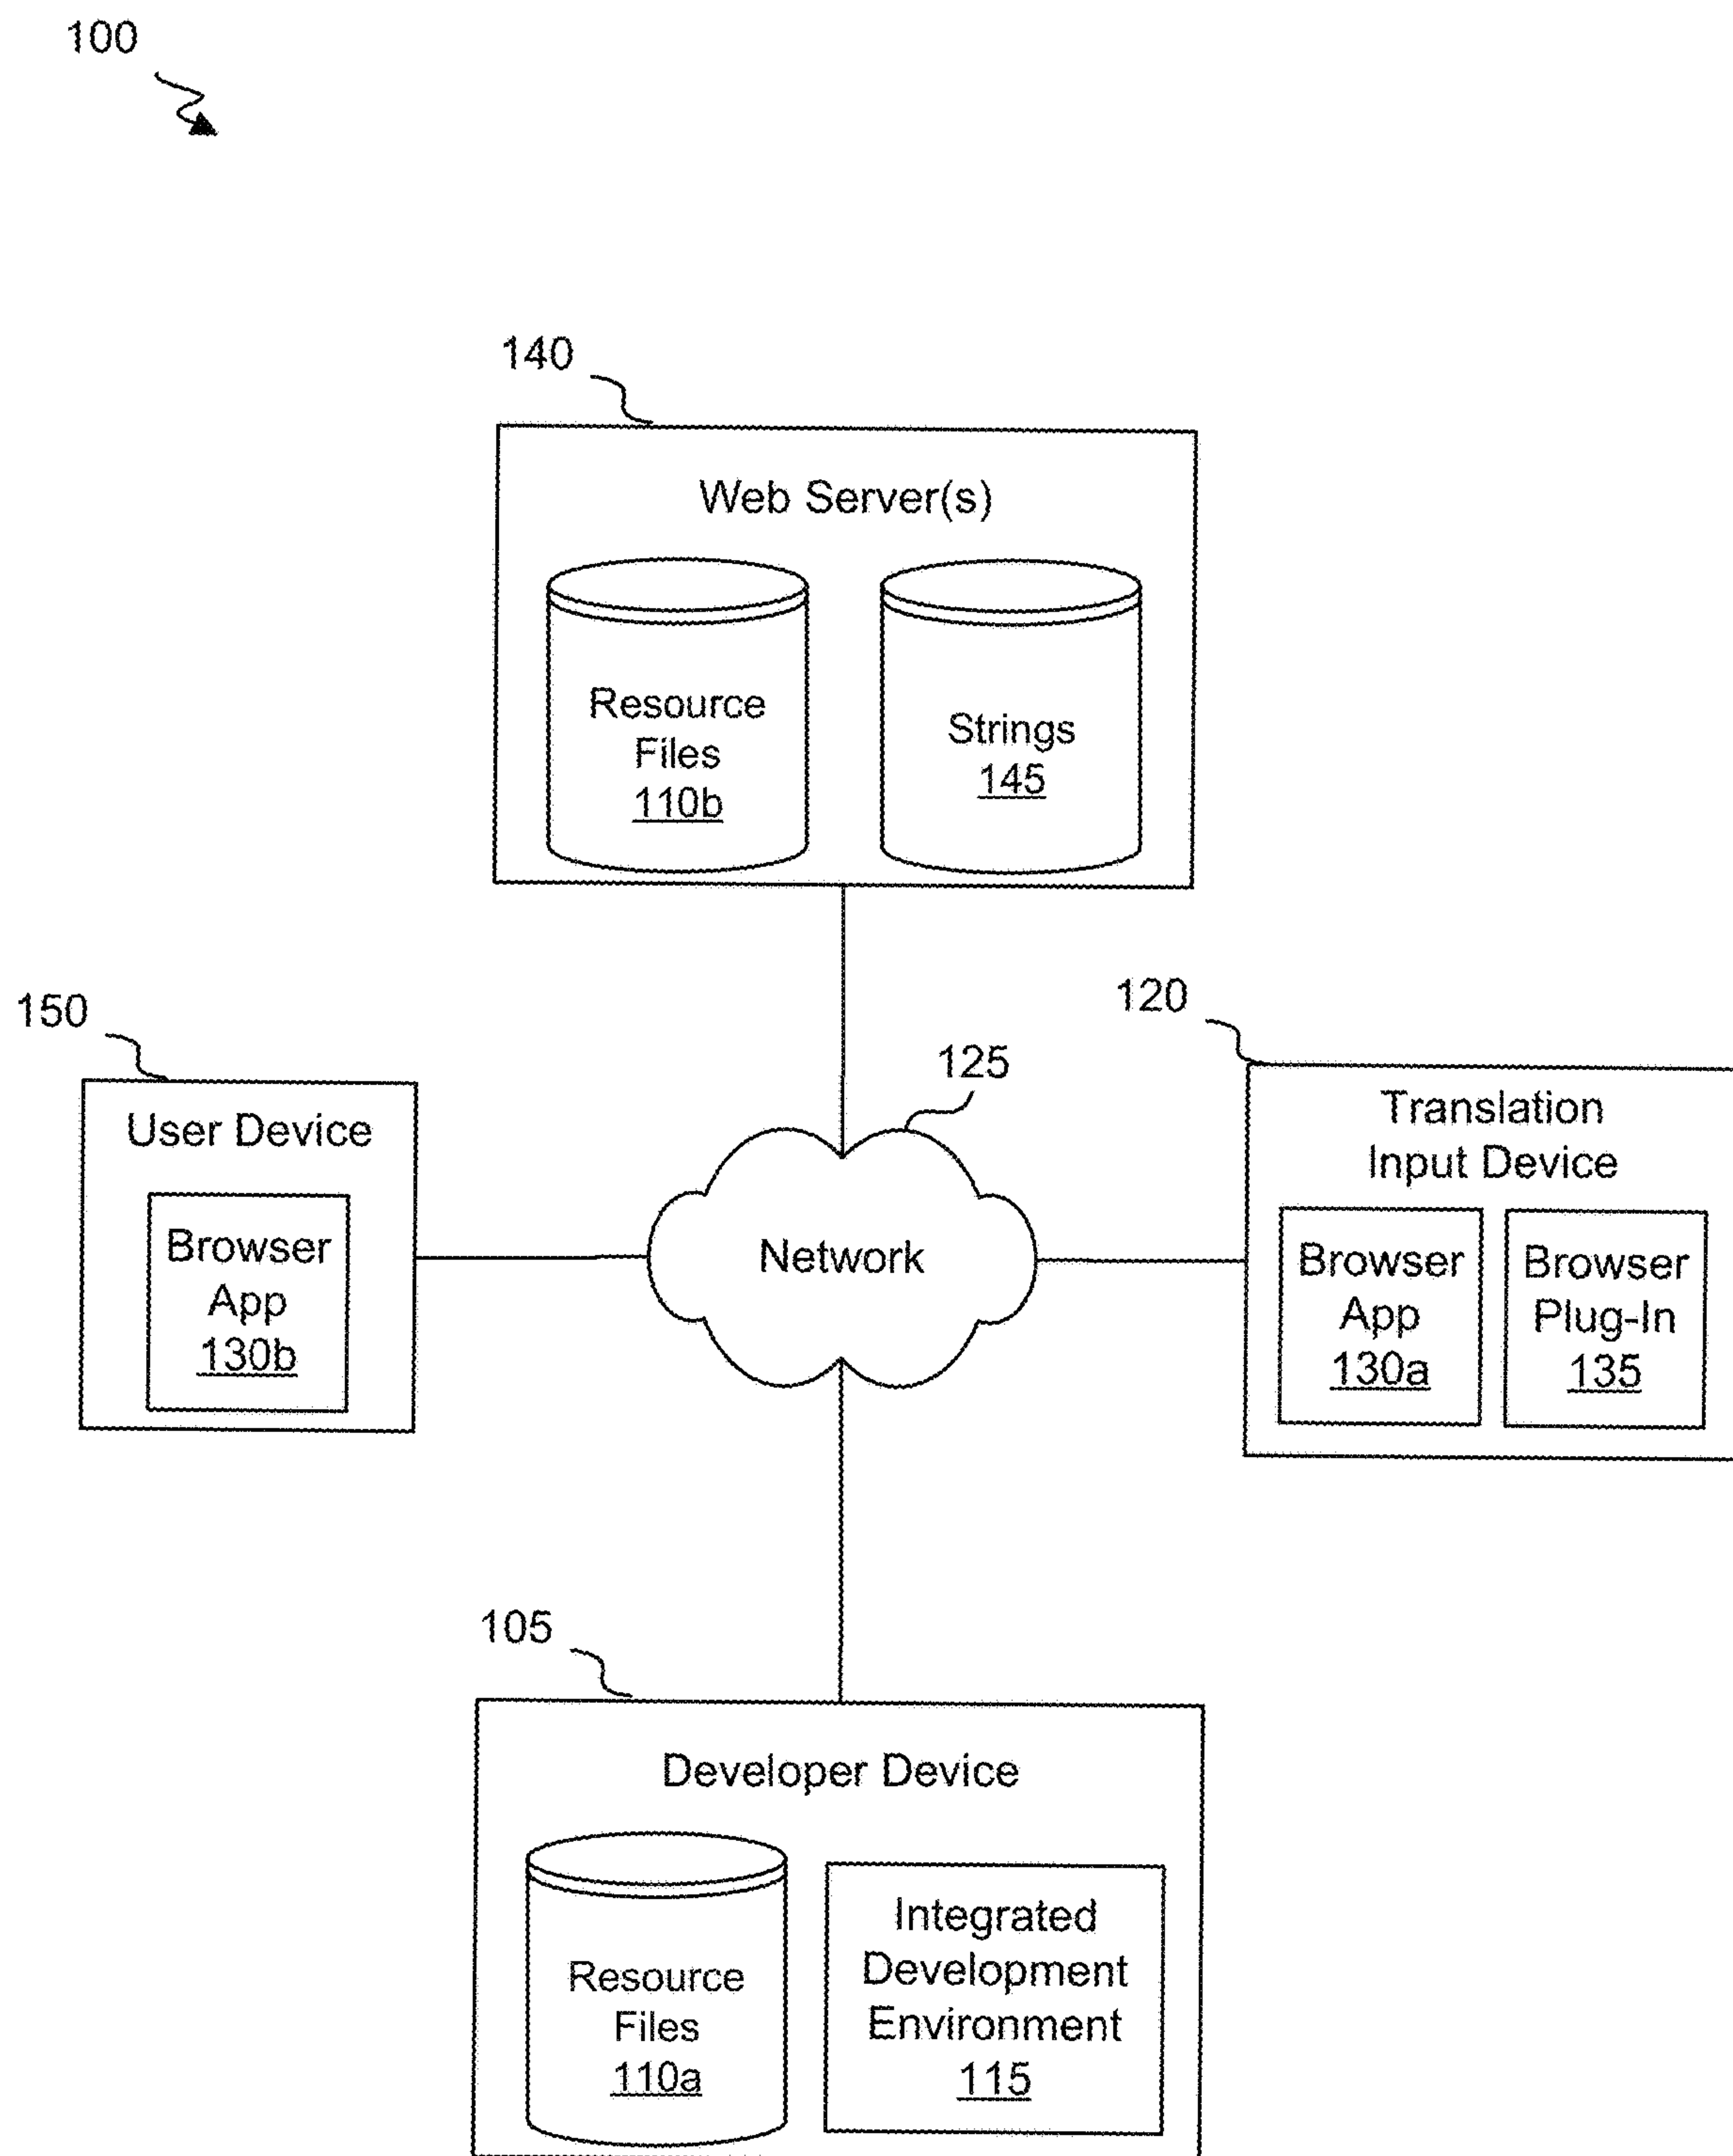 100
140
Web Server(s)
Resource
Files
110b
Strings
145
150
User Device
Browser
App
130b
125
Network
120
Translation
Input Device
Browser
App
130a
Browser
Plug-In
135
105
Developer Device
Resource
Files
110a
Integrated
Development
Environment
115